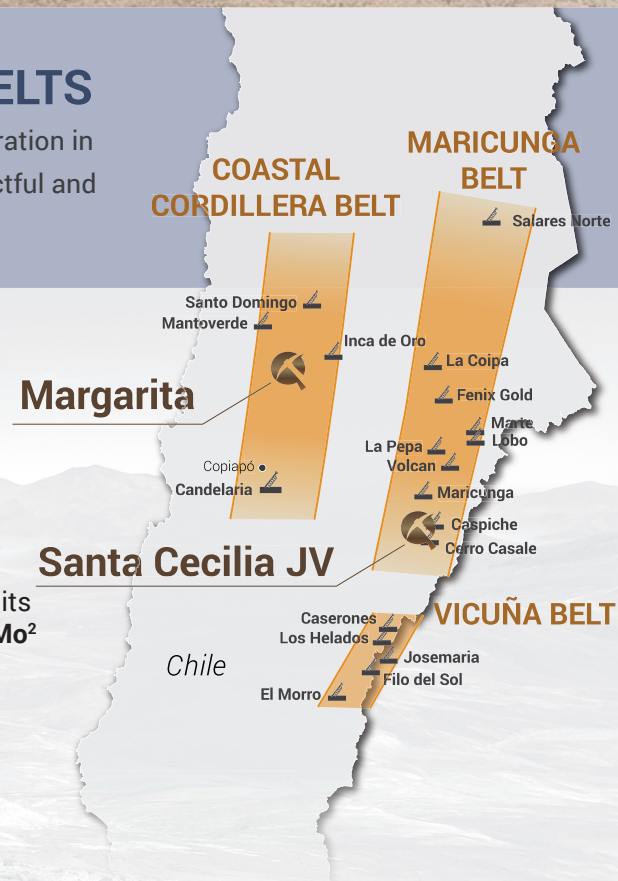 ELTS
ration in
ctful and
MARICUNGA
BELT
COASTAL
CORDILLERA BELT
Salares Norte
Santo Domingo
Mantoverde
Inca de Oro
La Coipa
Margarita
Fenix Gold
Marte
Lobo
La Pepa
Volcan
Copiapó
Candelaria
Maricunga
Caspiche
Cerro Casale
Santa Cecilia JV
its
Mo²
VICUÑA BELT
Caserones
Los Helados
Chile
Josemaria
Filo del Sol
El Morro